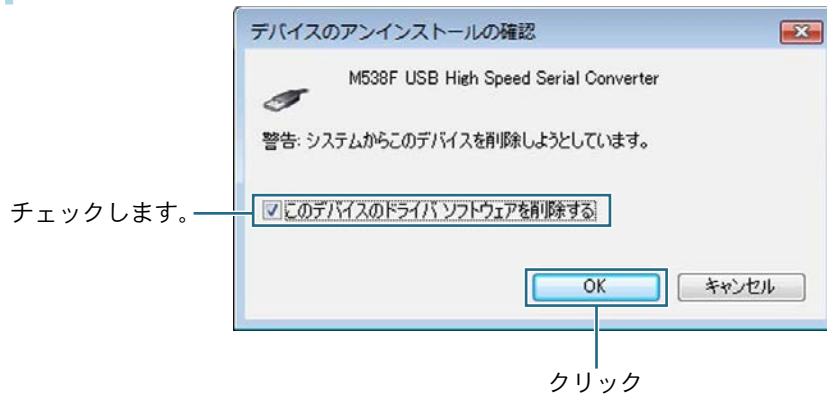 デバイスのアンインストールの確認
M538F USB High Speed Serial Converter
警告: システムからこのデバイスを削除しようとしています。
チェックします。
このデバイスのドライバ ソフトウェアを削除する
OK
キャンセル
クリック